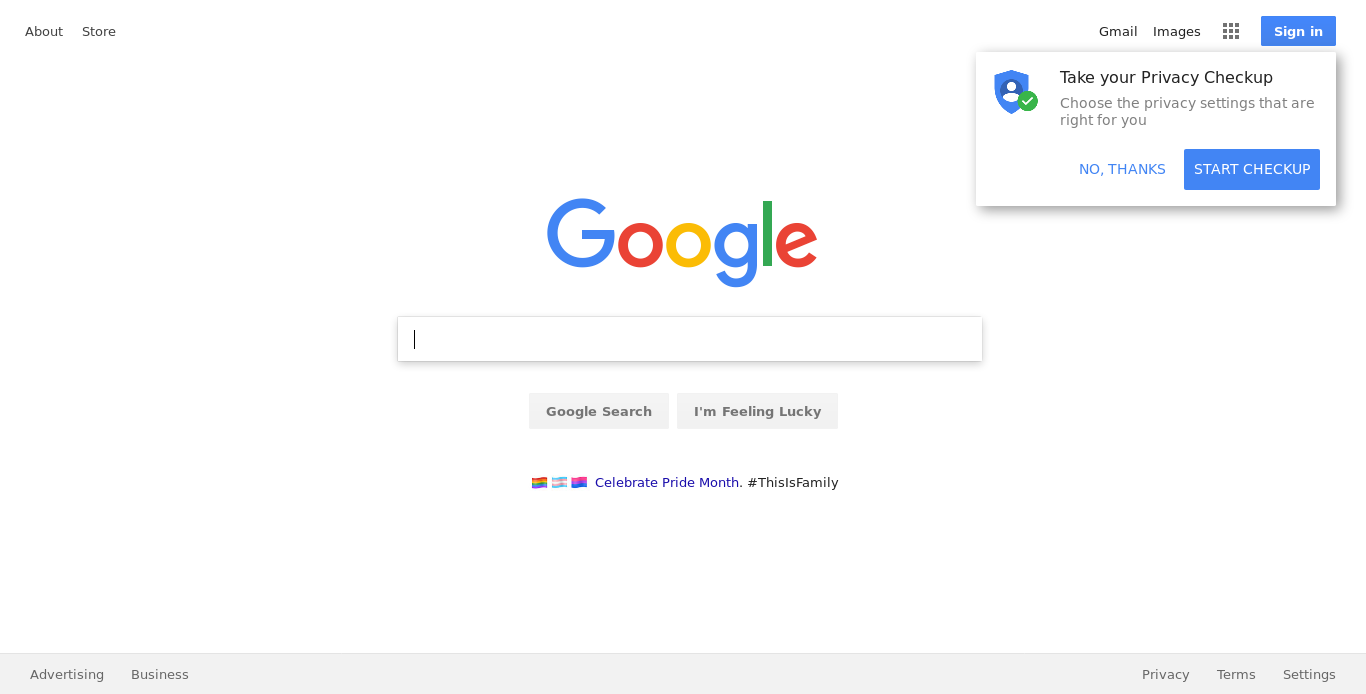 About Store
Gmail Images Sign in
Take your Privacy Checkup
Choose the privacy settings that are
right for you
NO, THANKS START CHECKUP
Google
Google Search I'm Feeling Lucky
Celebrate Pride Month. #ThisIsFamily
Advertising Business Privacy Terms Settings